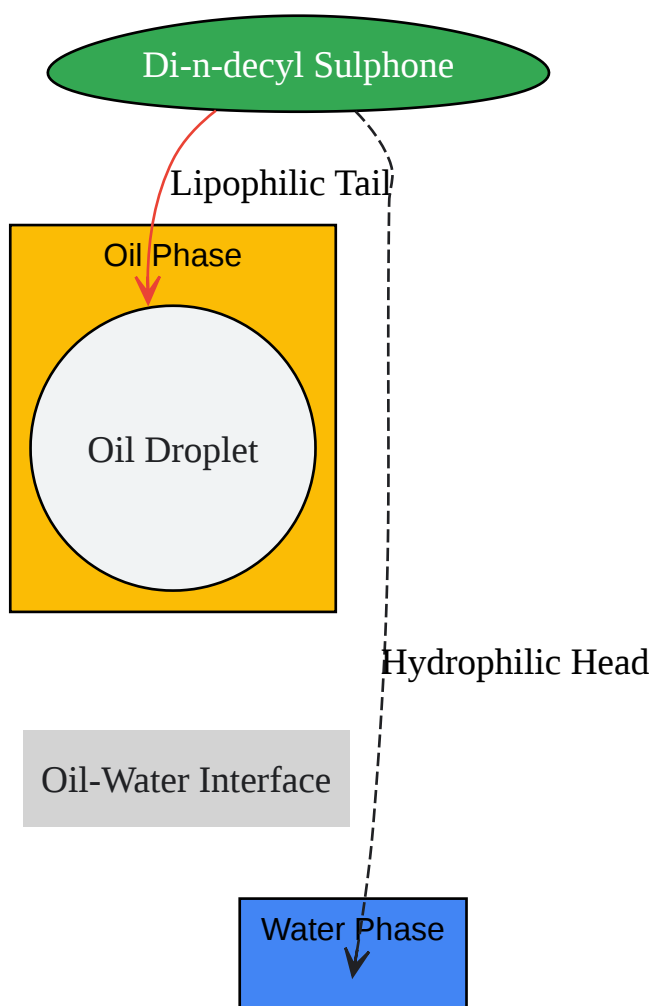 Di-n-decyl Sulphone
Lipophilic Tail
Oil Phase
Oil Droplet
Hydrophilic Head
Oil-Water Interface
Water Phase